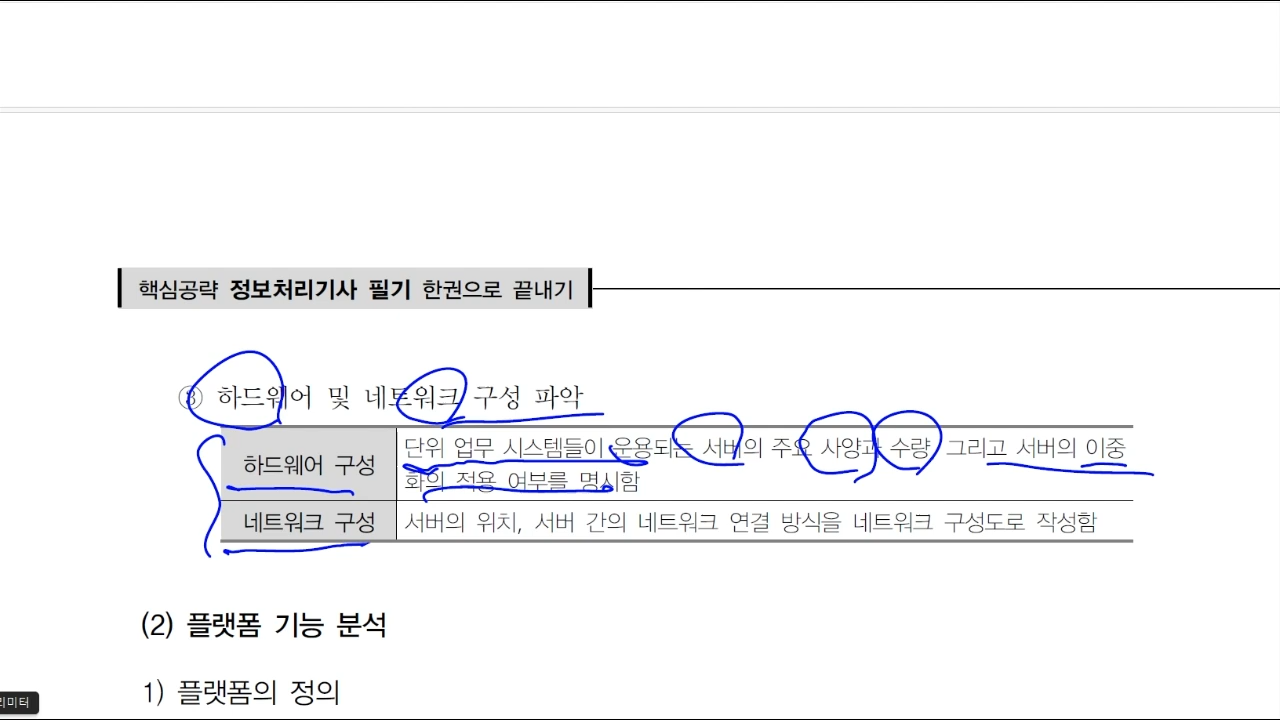 핵심공략 정보처리기사 필기 한권으로 끝내기
③ 하드웨어 및 네트워크 구성 파악
하드웨어 구성 단위 업무 시스템들이 운용되는 서버의 주요 사양과 수량, 그리고 서버의 이중
화의 적용 여부를 명시함
네트워크 구성 서버의 위치, 서버 간의 네트워크 연결 방식을 네트워크 구성도로 작성함
(2) 플랫폼 기능 분석
1) 플랫폼의 정의
리미터